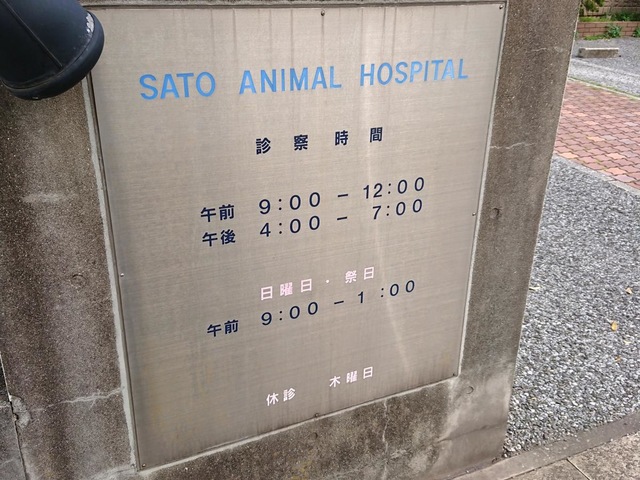 SATO ANIMAL HOSPITAL
診察時間
午前 9:00 － 12:00
午後 4:00 － 7:00
日曜日・祭日
午前 9:00 － 1:00
休診 木曜日